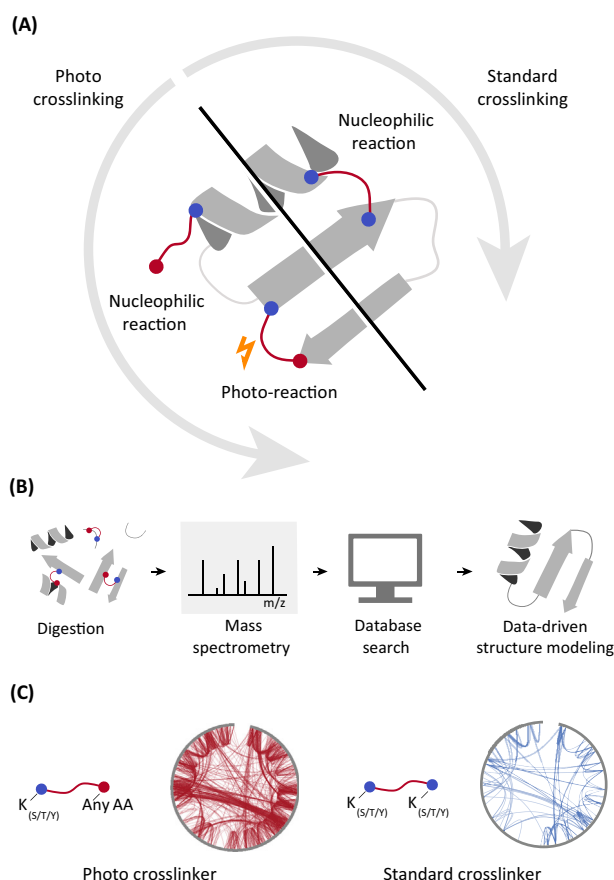 (A)
Photo
crosslinking
Standard
crosslinking
Nucleophilic
reaction
Nucleophilic
reaction
Photo-reaction
(B)
m/z
Digestion
Mass
spectrometry
Database
search
Data-driven
structure modeling
(C)
K
(S/T/Y)
Any AA
K
(S/T/Y)
K
(S/T/Y)
Photo crosslinker
Standard crosslinker